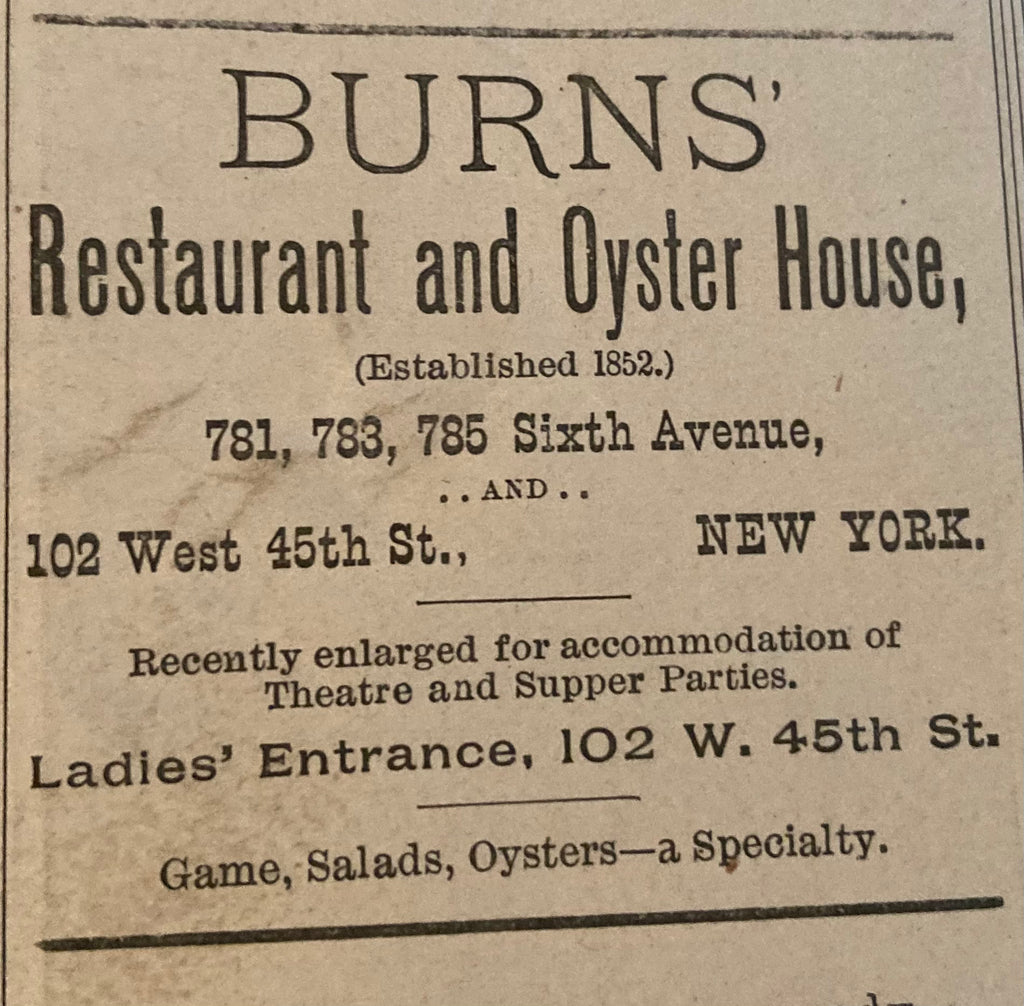 BURNS'
Restaurant and Oyster House,
(Established 1852.)
781, 783, 785 Sixth Avenue,
..AND..
102 West 45th St., NEW YORK.
Recently enlarged for accommodation of
Theatre and Supper Parties.
Ladies' Entrance, 102 W. 45th St.
Game, Salads, Oysters—a Specialty.